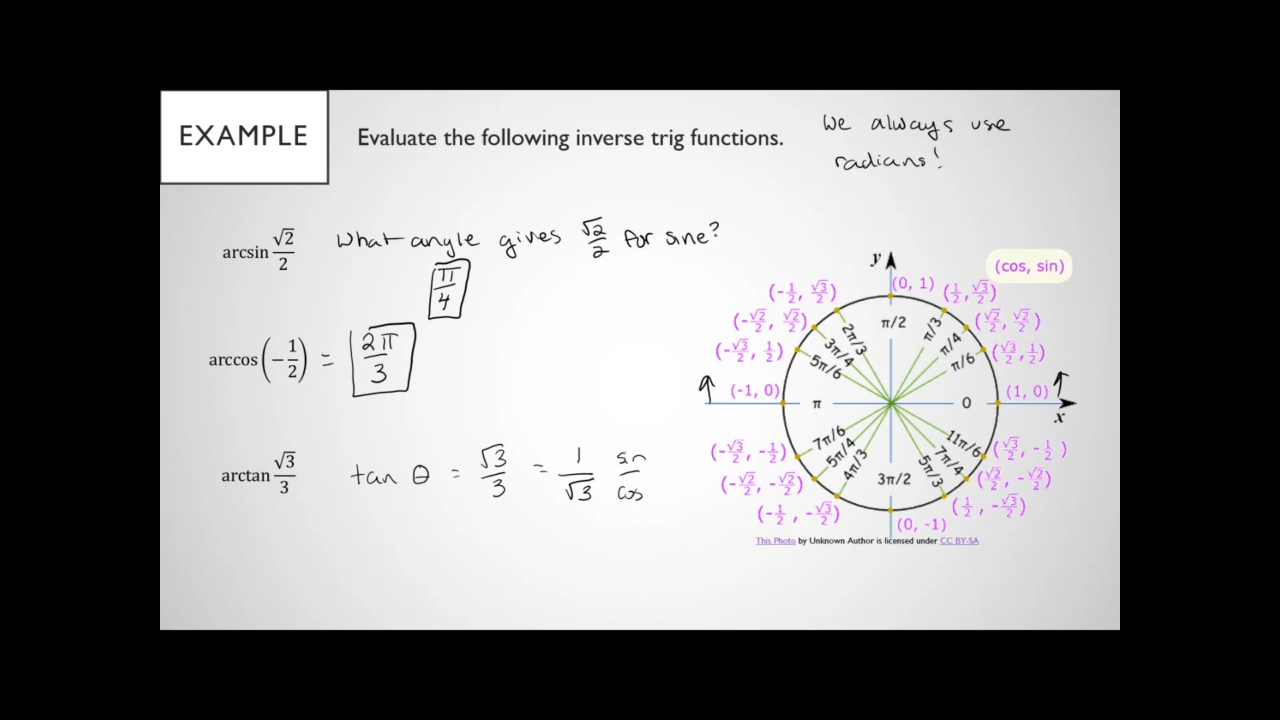 EXAMPLE
Evaluate the following inverse trig functions.
We always use
radians!
arcsin √2/2
What angle gives √2/2 for sine?
π/4
arccos(-1/2) = 2π/3
arctan √3/3
tan θ = √3/3 = 1/√3 sin/cos
y
(cos, sin)
(0, 1)
(-1/2, √3/2)
(1/2, √3/2)
(-√2/2, √2/2)
(√2/2, √2/2)
(-√3/2, 1/2)
(√3/2, 1/2)
π/2
2π/3
π/3
3π/4
π/4
5π/6
π/6
(-1, 0)
π
0
(1, 0)
x
7π/6
11π/6
5π/4
7π/4
4π/3
5π/3
3π/2
(-√3/2, -1/2)
(√3/2, -1/2)
(-√2/2, -√2/2)
(√2/2, -√2/2)
(-1/2, -√3/2)
(1/2, -√3/2)
(0, -1)
This Photo by Unknown Author is licensed under CC BY-SA